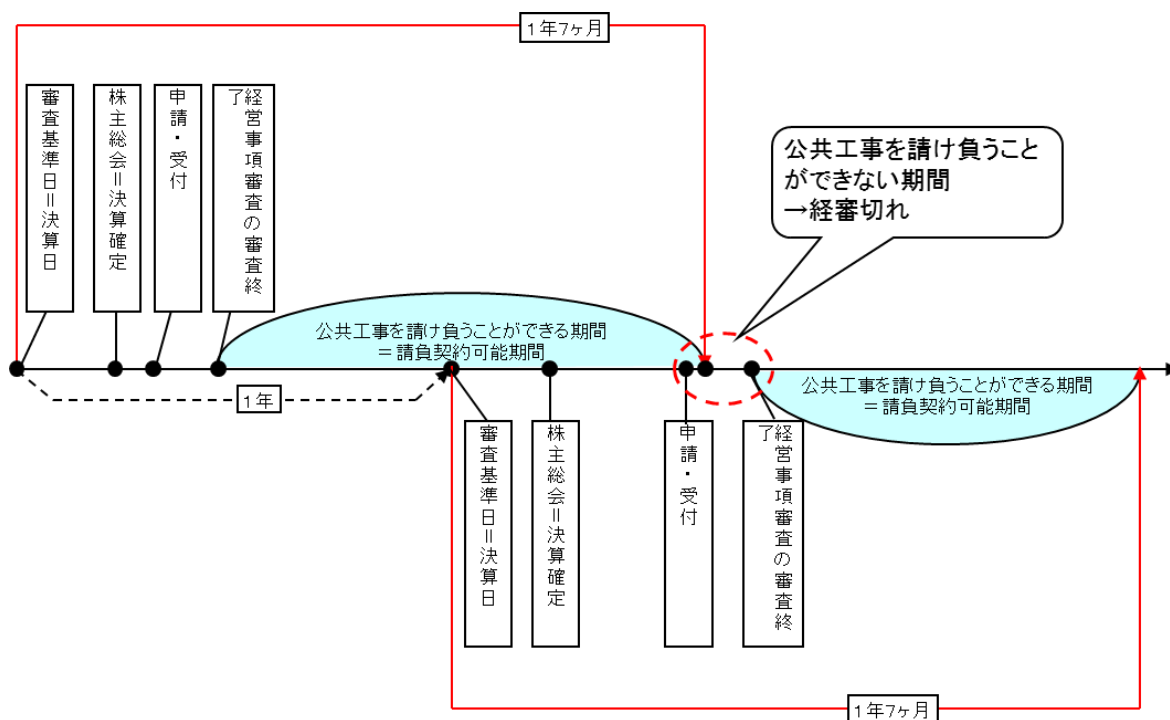 1年7ヶ月
審査基準日＝決算日
株主総会＝決算確定
申請・受付
経営事項審査の審査終
了
公共工事を請け負うこと
ができない期間
→経審切れ
公共工事を請け負うことができる期間
＝請負契約可能期間
1年
公共工事を請け負うことができる期間
＝請負契約可能期間
審査基準日＝決算日
株主総会＝決算確定
申請・受付
経営事項審査の審査終
了
1年7ヶ月